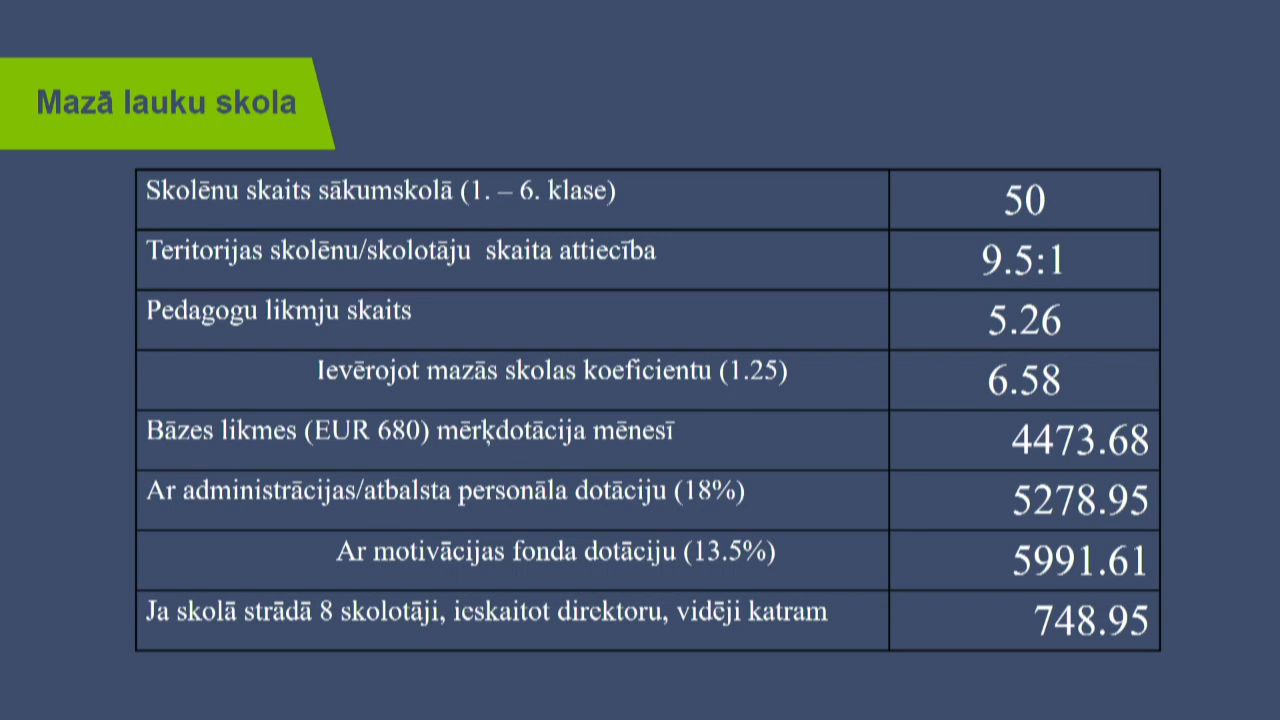 Mazā lauku skola
Skolēnu skaits sākumskolā (1. – 6. klase) 50
Teritorijas skolēnu/skolotāju skaita attiecība 9.5:1
Pedagogu likmju skaits 5.26
Ievērojot mazās skolas koeficientu (1.25) 6.58
Bāzes likmes (EUR 680) mērķdotācija mēnesī 4473.68
Ar administrācijas/atbalsta personāla dotāciju (18%) 5278.95
Ar motivācijas fonda dotāciju (13.5%) 5991.61
Ja skolā strādā 8 skolotāji, ieskaitot direktoru, vidēji katram 748.95